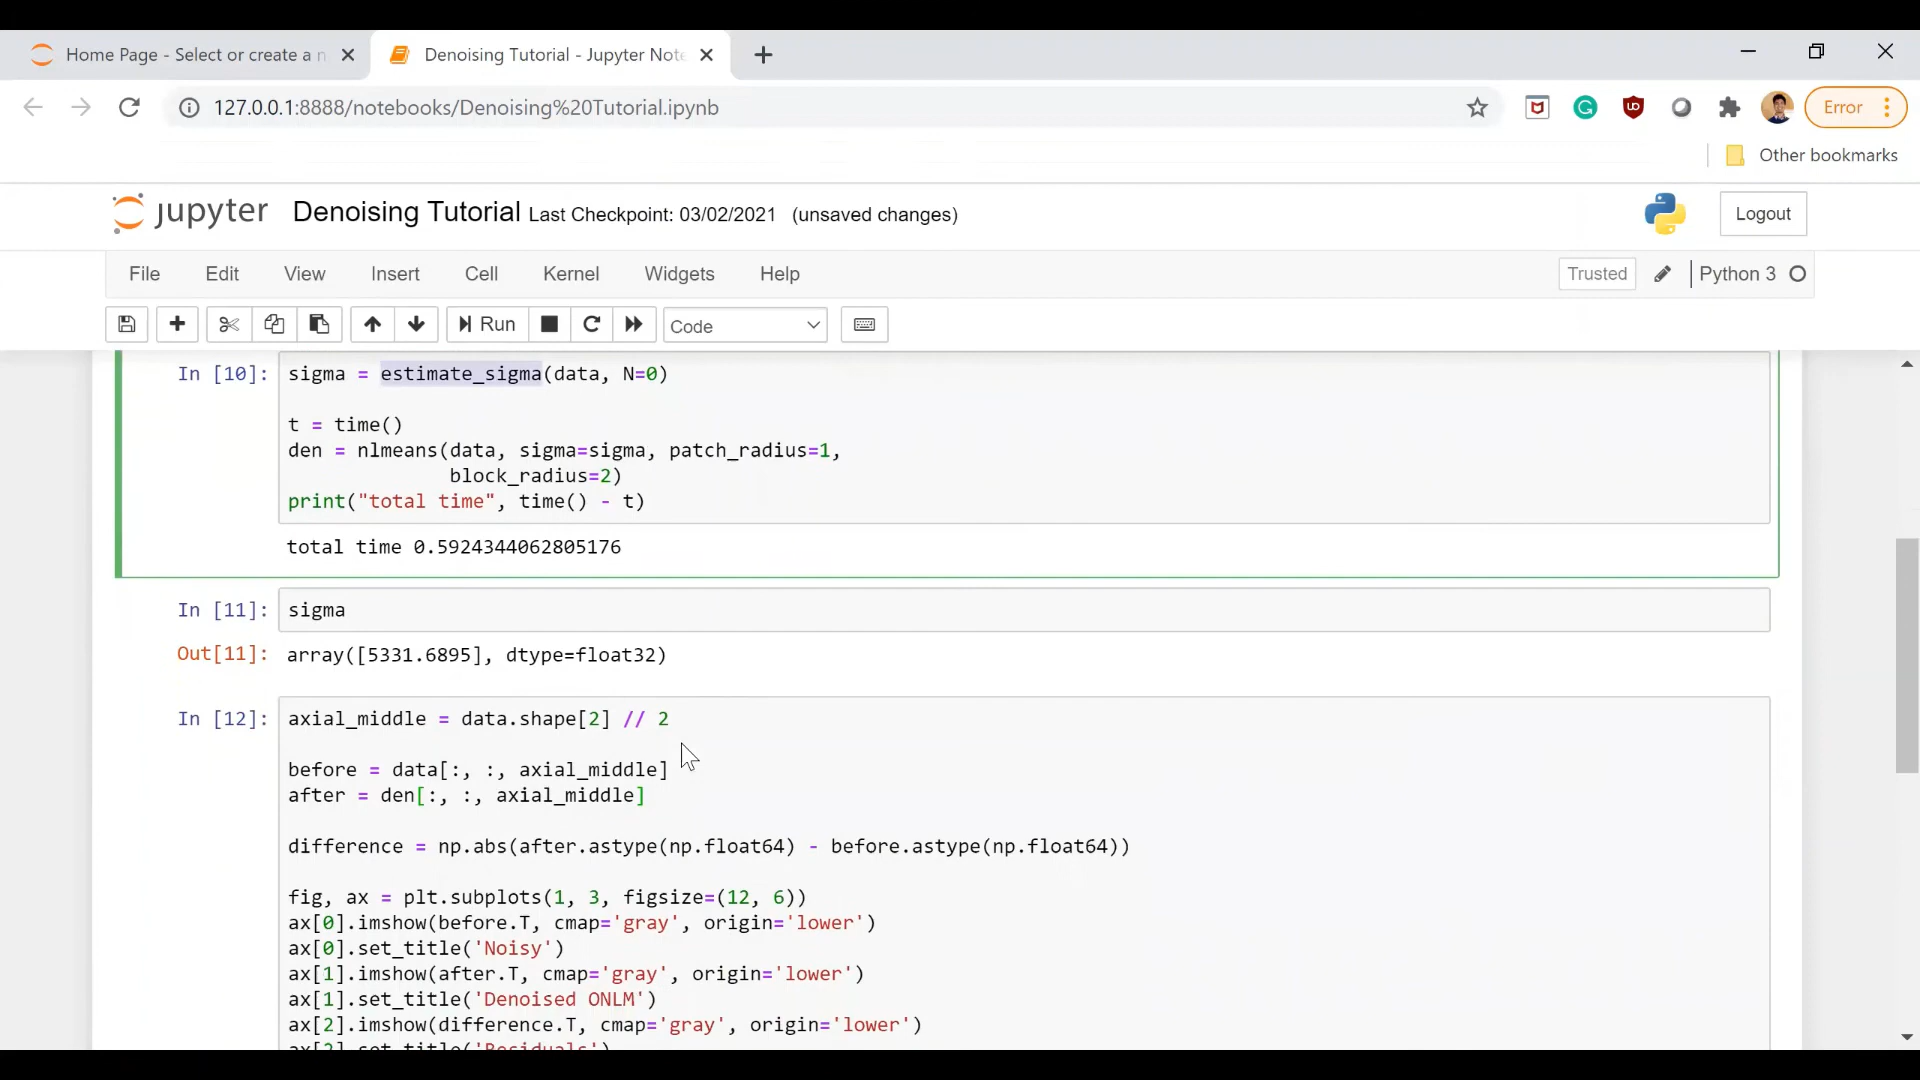 Home Page - Select or create a n
Denoising Tutorial - Jupyter Note
127.0.0.1:8888/notebooks/Denoising%20Tutorial.ipynb
Error
Other bookmarks
jupyter Denoising Tutorial Last Checkpoint: 03/02/2021 (unsaved changes)
Logout
File Edit View Insert Cell Kernel Widgets Help
Trusted Python 3
Run Code
In [10]: sigma = estimate_sigma(data, N=0)
t = time()
den = nlmeans(data, sigma=sigma, patch_radius=1,
block_radius=2)
print("total time", time() - t)
total time 0.5924344062805176
In [11]: sigma
Out[11]: array([5331.6895], dtype=float32)
In [12]: axial_middle = data.shape[2] // 2
before = data[:, :, axial_middle]
after = den[:, :, axial_middle]
difference = np.abs(after.astype(np.float64) - before.astype(np.float64))
fig, ax = plt.subplots(1, 3, figsize=(12, 6))
ax[0].imshow(before.T, cmap='gray', origin='lower')
ax[0].set_title('Noisy')
ax[1].imshow(after.T, cmap='gray', origin='lower')
ax[1].set_title('Denoised ONLM')
ax[2].imshow(difference.T, cmap='gray', origin='lower')
ax[2].set_title('Residuals')